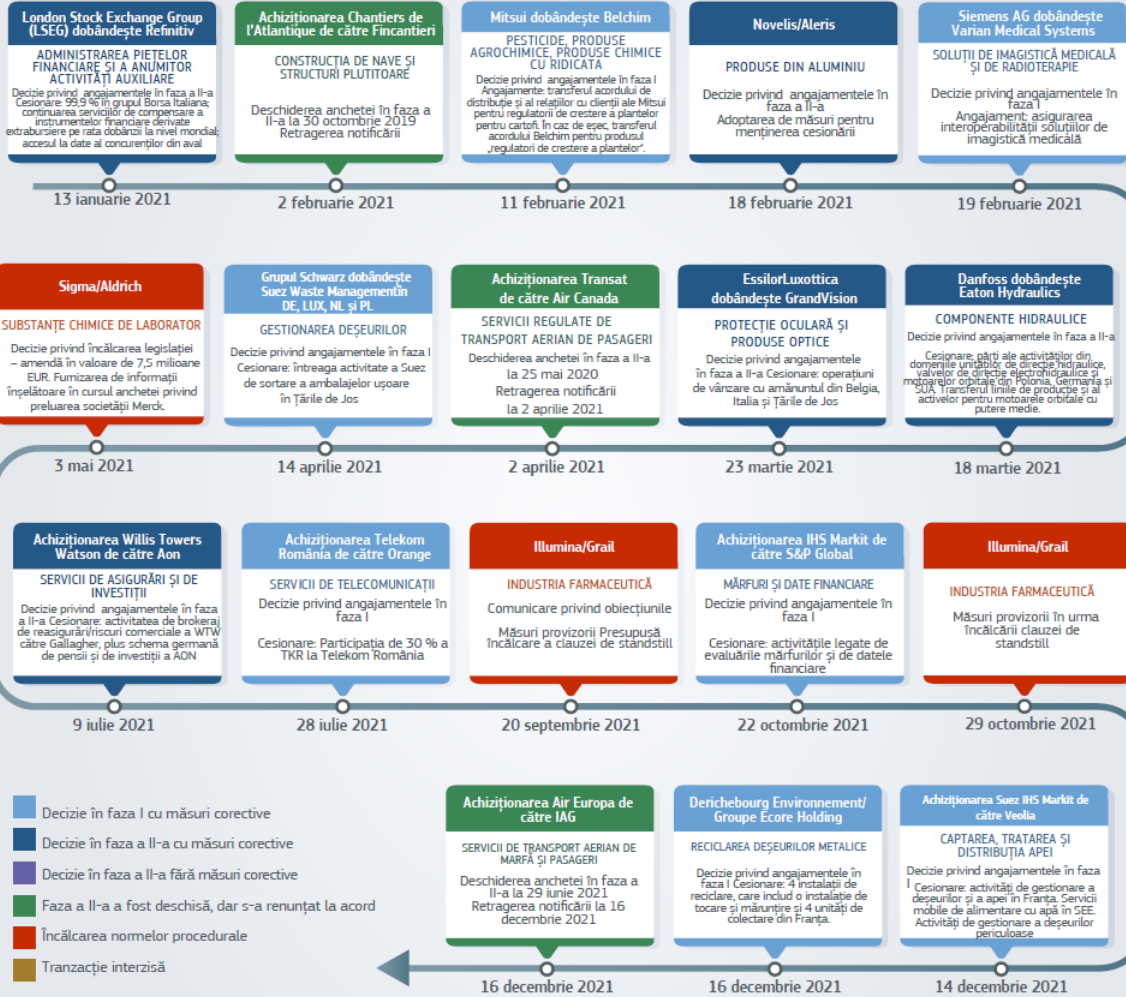 London Stock Exchange Group
(LSEG) dobândește Refinitiv
ADMINISTRAREA PIEȚELOR
FINANCIARE ȘI A ANUMITOR
ACTIVITĂȚI AUXILIARE
Decizie privind angajamentele în faza a II-a
Cesionare: 99,9 % în grupul Borsa Italiana;
continuarea serviciilor de compensare a
instrumentelor financiare derivate
extrabursiere pe rata dobânzii la nivel mondial;
accesul la date al concurenților din aval
13 ianuarie 2021
Achiziționarea Chantiers de
l'Atlantique de către Fincantieri
CONSTRUCȚIA DE NAVE ȘI
STRUCTURI PLUTITOARE
Deschiderea anchetei în faza a
II-a la 30 octombrie 2019
Retragerea notificării
2 februarie 2021
Mitsui dobândește Belchim
PESTICIDE, PRODUSE
AGROCHIMICE, PRODUSE CHIMICE
CU RIDICATA
Decizie privind angajamentele în faza I
Angajamente: transferul acordului de
distribuție și al relațiilor cu clienții ale Mitsui
pentru regulatorii de crestere a plantelor
pentru cartofi. În caz de eșec, transferul
acordului Belchim pentru produsul
„regulatori de crestere a plantelor”.
11 februarie 2021
Novelis/Aleris
PRODUSE DIN ALUMINIU
Decizie privind angajamentele în
faza a II-a
Adoptarea de măsuri pentru
menținerea cesionării
18 februarie 2021
Siemens AG dobândește
Varian Medical Systems
SOLUȚII DE IMAGISTICĂ MEDICALĂ
ȘI DE RADIOTERAPIE
Decizie privind angajamentele în
faza I
Angajament: asigurarea
interoperabilității soluțiilor de
imagistică medicală
19 februarie 2021
Sigma/Aldrich
SUBSTANȚE CHIMICE DE LABORATOR
Decizie privind încălcarea legislației
– amendă în valoare de 7,5 milioane
EUR. Furnizarea de informații
înșelătoare în cursul anchetei privind
preluarea societății Merck.
3 mai 2021
Grupul Schwarz dobândește
Suez Waste Managementîn
DE, LUX, NL și PL
GESTIONAREA DEȘEURILOR
Decizie privind angajamentele în faza I
Cesionare: întreaga activitate a Suez
de sortare a ambalajelor ușoare
în Țările de Jos
14 aprilie 2021
Achiziționarea Transat
de către Air Canada
SERVICII REGULATE DE
TRANSPORT AERIAN DE PASAGERI
Deschiderea anchetei în faza a II-a
la 25 mai 2020
Retragerea notificării
la 2 aprilie 2021
2 aprilie 2021
EssilorLuxottica
dobândește GrandVision
PROTECȚIE OCULARĂ ȘI
PRODUSE OPTICE
Decizie privind angajamentele
în faza a II-a Cesionare: operațiuni
de vânzare cu amănuntul din Belgia,
Italia și Țările de Jos
23 martie 2021
Danfoss dobândește
Eaton Hydraulics
COMPONENTE HIDRAULICE
Decizie privind angajamentele în faza a II-a
Cesionare: părți ale activităților din
domeniile unităților de direcție hidraulice,
valvelor de direcție electrohidraulice și
motoarelor orbitale din Polonia, Germania și
SUA. Transferul liniile de producție și al
activelor pentru motoarele orbitale cu
putere medie.
18 martie 2021
Achiziționarea Willis Towers
Watson de către Aon
SERVICII DE ASIGURĂRI ȘI DE
INVESTIȚII
Decizie privind angajamentele în faza
a II-a Cesionare: activitatea de brokeraj
de reasigurări/riscuri comerciale a WTW
către Gallagher, plus schema germană
de pensii și de investiții a AON
9 iulie 2021
Achiziționarea Telekom
România de către Orange
SERVICII DE TELECOMUNICAȚII
Decizie privind angajamentele în
faza I
Cesionare: Participația de 30 % a
TKR la Telekom România
28 iulie 2021
Illumina/Grail
INDUSTRIA FARMACEUTICĂ
Comunicare privind obiecțiunile
Măsuri provizorii Presupusă
încălcare a clauzei de standstill
20 septembrie 2021
Achiziționarea IHS Markit de
către S&P Global
MĂRFURI ȘI DATE FINANCIARE
Decizie privind angajamentele în
faza I
Cesionare: activitățile legate de
evaluările mărfurilor și de datele
financiare
22 octombrie 2021
Illumina/Grail
INDUSTRIA FARMACEUTICĂ
Măsuri provizorii în urma
încălcării clauzei de
standstill
29 octombrie 2021
Decizie în faza I cu măsuri corective
Decizie în faza a II-a cu măsuri corective
Decizie în faza a II-a fără măsuri corective
Faza a II-a a fost deschisă, dar s-a renunțat la acord
Încălcarea normelor procedurale
Tranzacție interzisă
Achiziționarea Air Europa de
către IAG
SERVICII DE TRANSPORT AERIAN DE
MARFĂ ȘI PASAGERI
Deschiderea anchetei în faza a
II-a la 29 iunie 2021
Retragerea notificării la 16
decembrie 2021
16 decembrie 2021
Derichebourg Environnement/
Groupe Ecore Holding
RECICLAREA DEȘEURILOR METALICE
Decizie privind angajamentele în
faza I Cesionare: 4 instalații de
reciclare, care includ o instalație de
tocare și mărunțire și 4 unități de
colectare din Franța.
16 decembrie 2021
Achiziționarea Suez IHS Markit de
către Veolia
CAPTAREA, TRATAREA ȘI
DISTRIBUȚIA APEI
Decizie privind angajamentele în faza
I
Cesionare: activități de gestionare a
deșeurilor și a apei în Franța. Servicii
mobile de alimentare cu apă în SEE.
Activități de gestionare a deșeurilor
periculoase
14 decembrie 2021